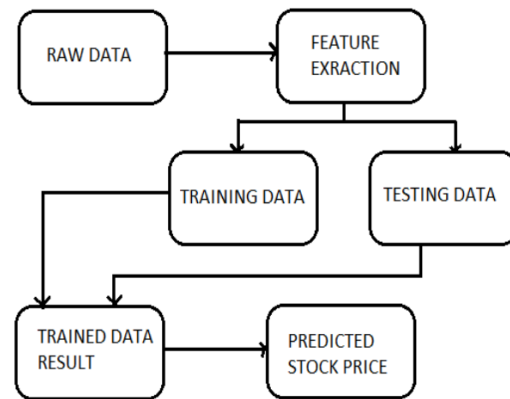 RAW DATA
FEATURE
EXRACTION
TRAINING DATA
TESTING DATA
TRAINED DATA
RESULT
PREDICTED
STOCK PRICE